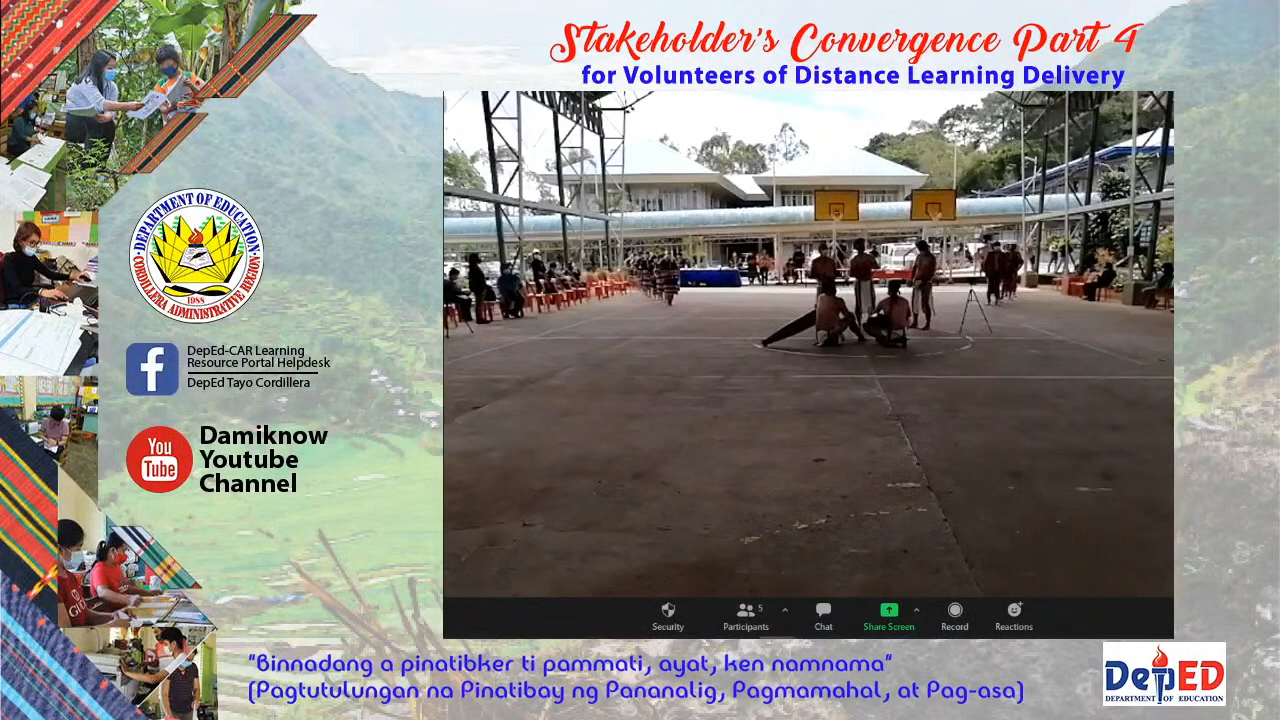 Stakeholder's Convergence Part 4
for Volunteers of Distance Learning Delivery
DEPARTMENT OF EDUCATION
CORDILLERA ADMINISTRATIVE REGION
1988
DepEd-CAR Learning
Resource Portal Helpdesk
DepEd Tayo Cordillera
You
Tube
Damiknow
Youtube
Channel
Security
Participants
5
Chat
Share Screen
Record
Reactions
"Binnadang a pinatibker ti pammati, ayat, ken namnama"
(Pagtutulungan na Pinatibay ng Pananalig, Pagmamahal, at Pag-asa)
DepED
DEPARTMENT OF EDUCATION